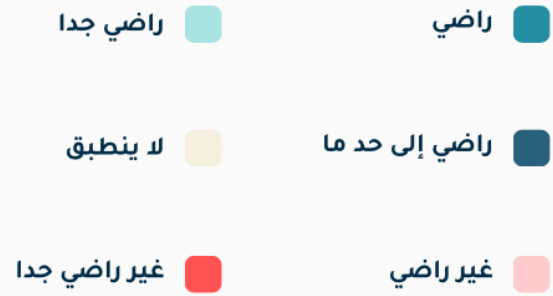 راضي
راضي جدا
راضي إلى حد ما
لا ينطبق
غير راضي
غير راضي جدا